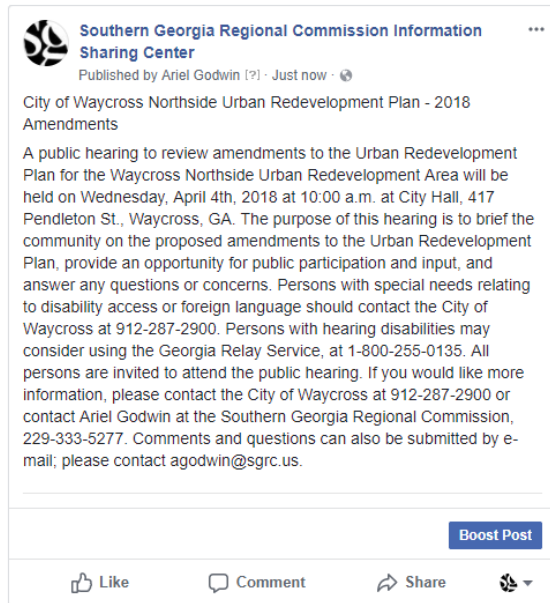 Southern Georgia Regional Commission Information
Sharing Center
Published by Ariel Godwin [?] · Just now ·
City of Waycross Northside Urban Redevelopment Plan - 2018
Amendments
A public hearing to review amendments to the Urban Redevelopment
Plan for the Waycross Northside Urban Redevelopment Area will be
held on Wednesday, April 4th, 2018 at 10:00 a.m. at City Hall, 417
Pendleton St., Waycross, GA. The purpose of this hearing is to brief the
community on the proposed amendments to the Urban Redevelopment
Plan, provide an opportunity for public participation and input, and
answer any questions or concerns. Persons with special needs relating
to disability access or foreign language should contact the City of
Waycross at 912-287-2900. Persons with hearing disabilities may
consider using the Georgia Relay Service, at 1-800-255-0135. All
persons are invited to attend the public hearing. If you would like more
information, please contact the City of Waycross at 912-287-2900 or
contact Ariel Godwin at the Southern Georgia Regional Commission,
229-333-5277. Comments and questions can also be submitted by e-
mail; please contact agodwin@sgrc.us.
Boost Post
Like Comment Share